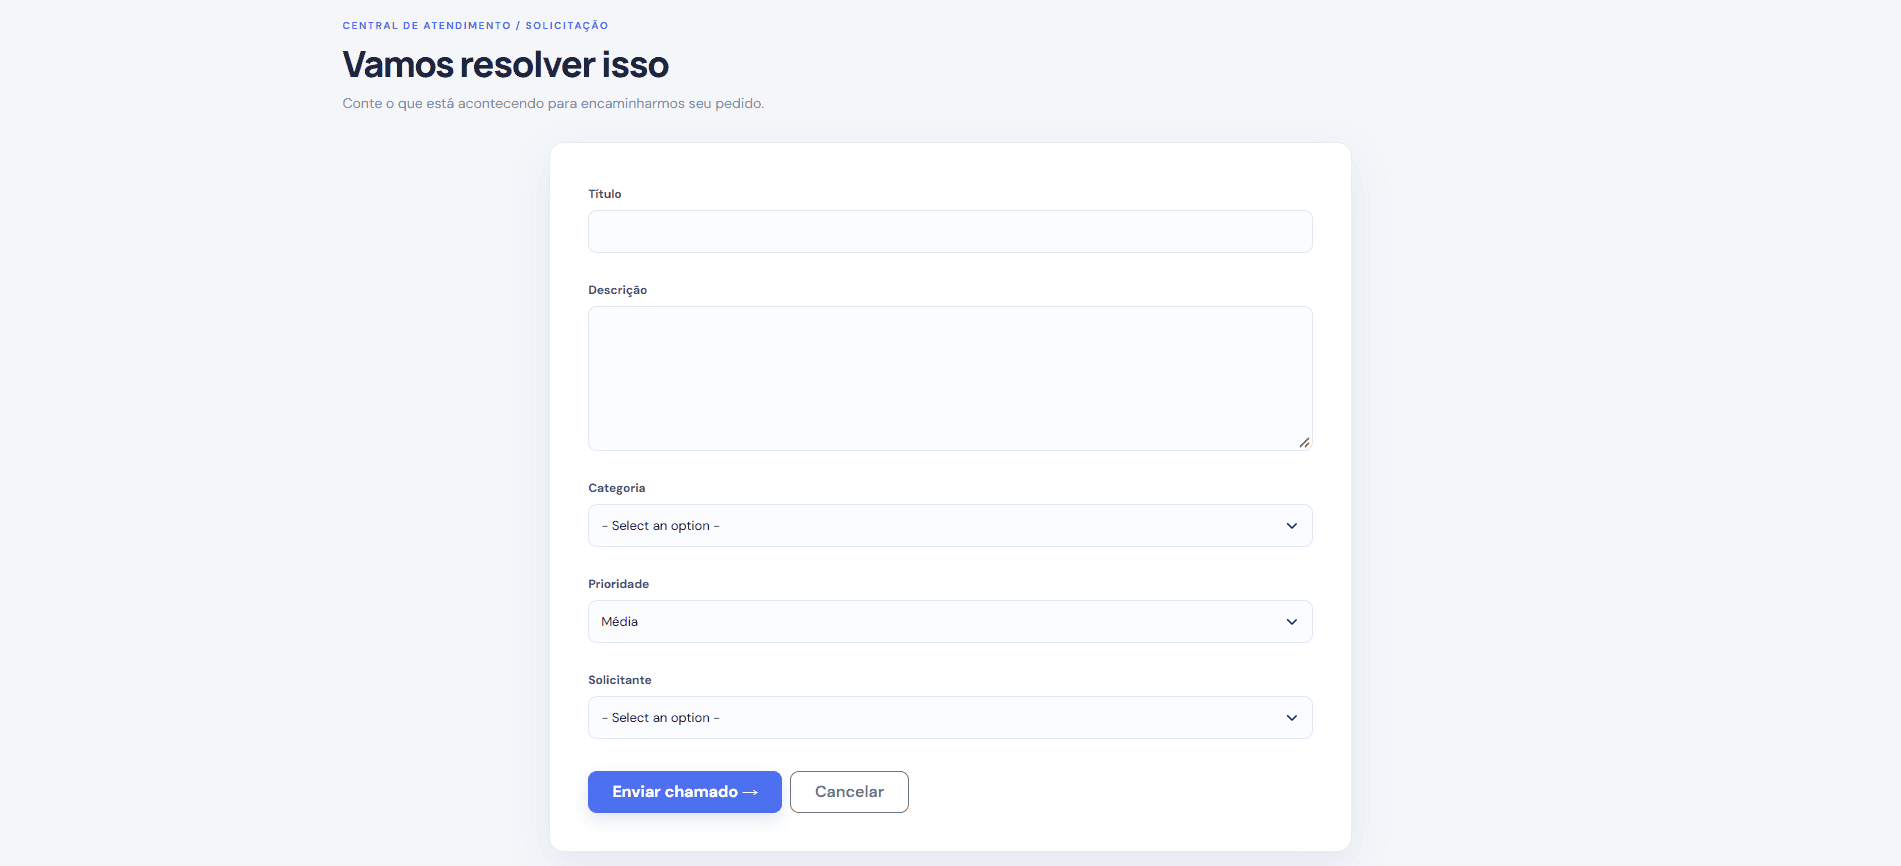 CENTRAL DE ATENDIMENTO / SOLICITAÇÃO
Vamos resolver isso
Conte o que está acontecendo para encaminharmos seu pedido.
Título
Descrição
Categoria
- Select an option -
Prioridade
Média
Solicitante
- Select an option -
Enviar chamado →
Cancelar